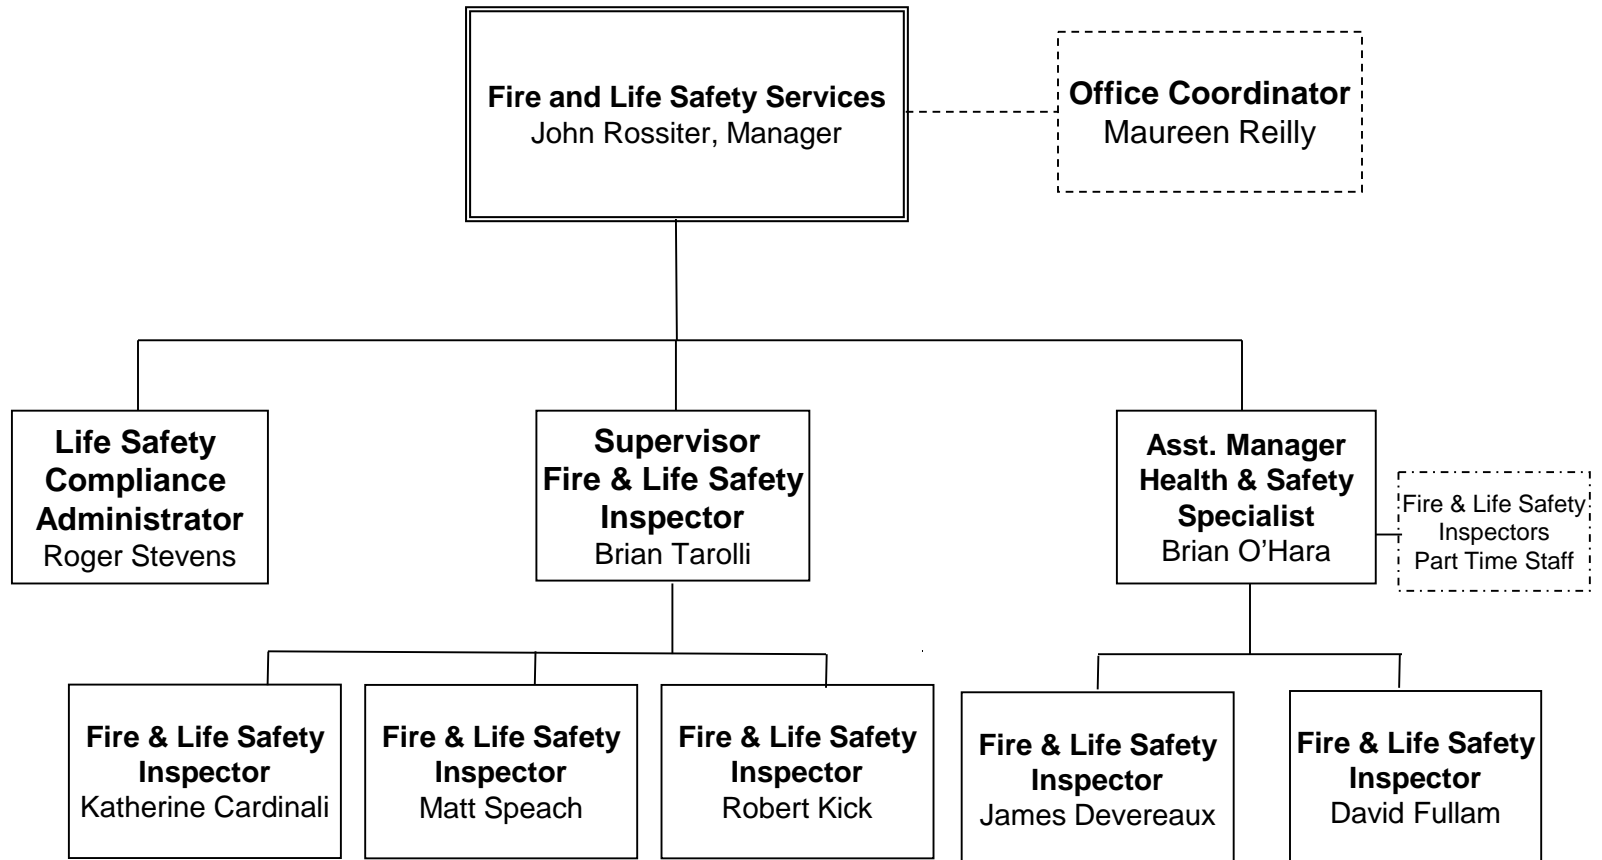 Fire and Life Safety Services
John Rossiter, Manager
Office Coordinator
Maureen Reilly
Life Safety
Compliance
Administrator
Roger Stevens
Supervisor
Fire & Life Safety
Inspector
Brian Tarolli
Asst. Manager
Health & Safety
Specialist
Brian O’Hara
Fire & Life Safety
Inspectors
Part Time Staff
Fire & Life Safety
Inspector
Katherine Cardinali
Fire & Life Safety
Inspector
Matt Speach
Fire & Life Safety
Inspector
Robert Kick
Fire & Life Safety
Inspector
James Devereaux
Fire & Life Safety
Inspector
David Fullam